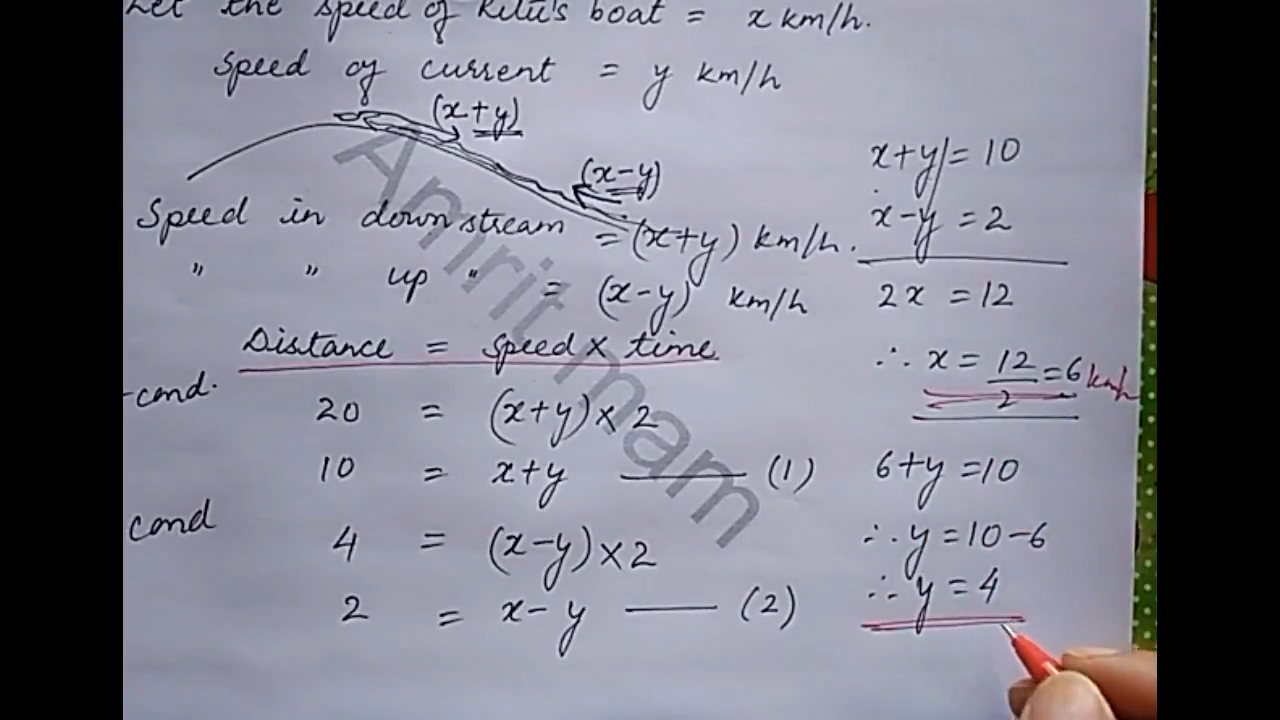 Let the speed of Ritu's boat = x km/h.
speed of current = y km/h
(x+y)
(x-y)
Speed in downstream = (x+y) km/h.
" " up " = (x-y) km/h
Distance = speed × time
cond.
20 = (x+y) × 2
10 = x+y —— (1)
cond
4 = (x-y) × 2
2 = x-y —— (2)
x+y = 10
x-y = 2
2x = 12
∴ x = 12/2 = 6 km/h
6+y = 10
∴ y = 10-6
∴ y = 4
Amrit mam